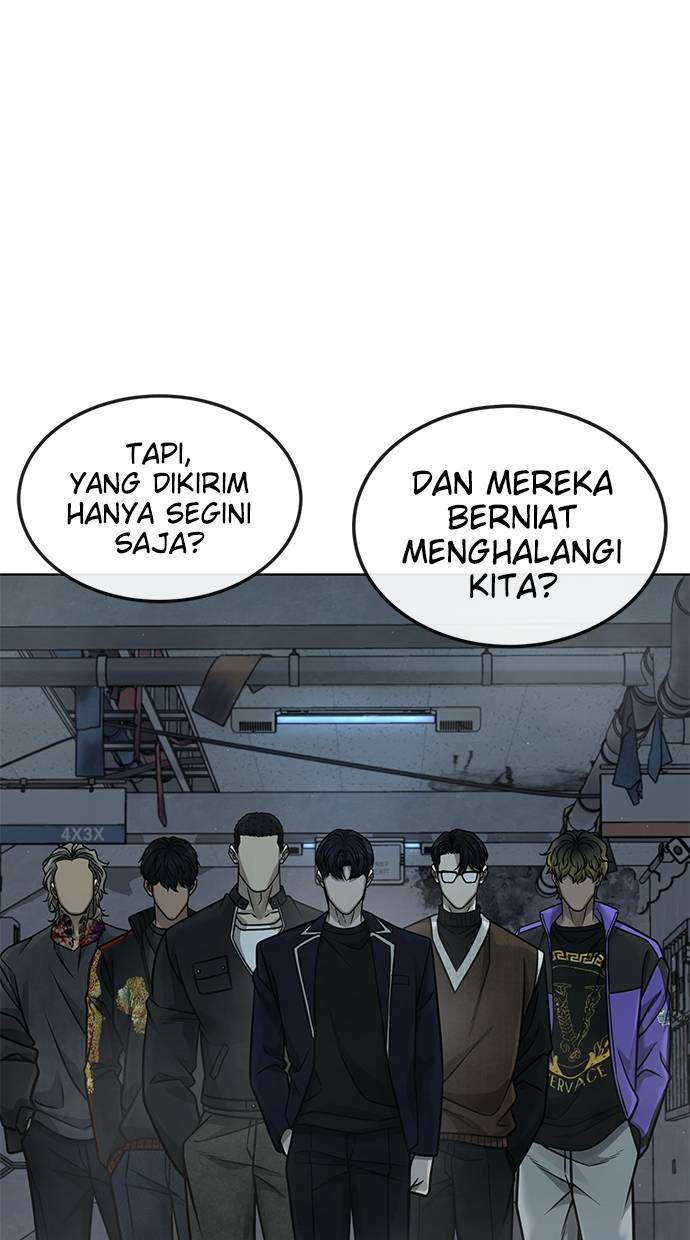 TAPI,
YANG DIKIRIM
HANYA SEGINI
SAJA?
DAN MEREKA
BERNIAT
MENGHALANGI
KITA?
4X3X
ERVACE